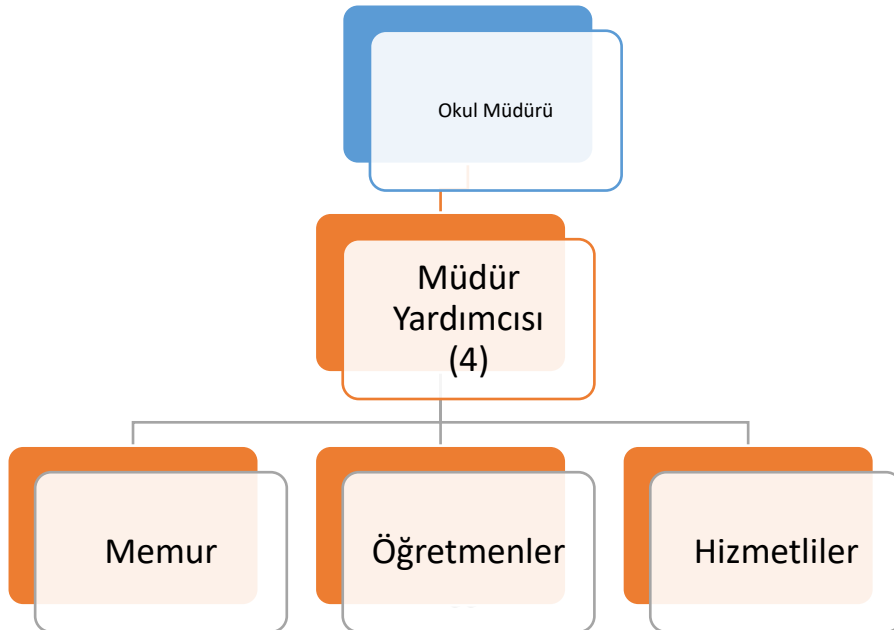 Okul Müdürü
Müdür
Yardımcısı
(4)
Memur
Öğretmenler
Hizmetliler